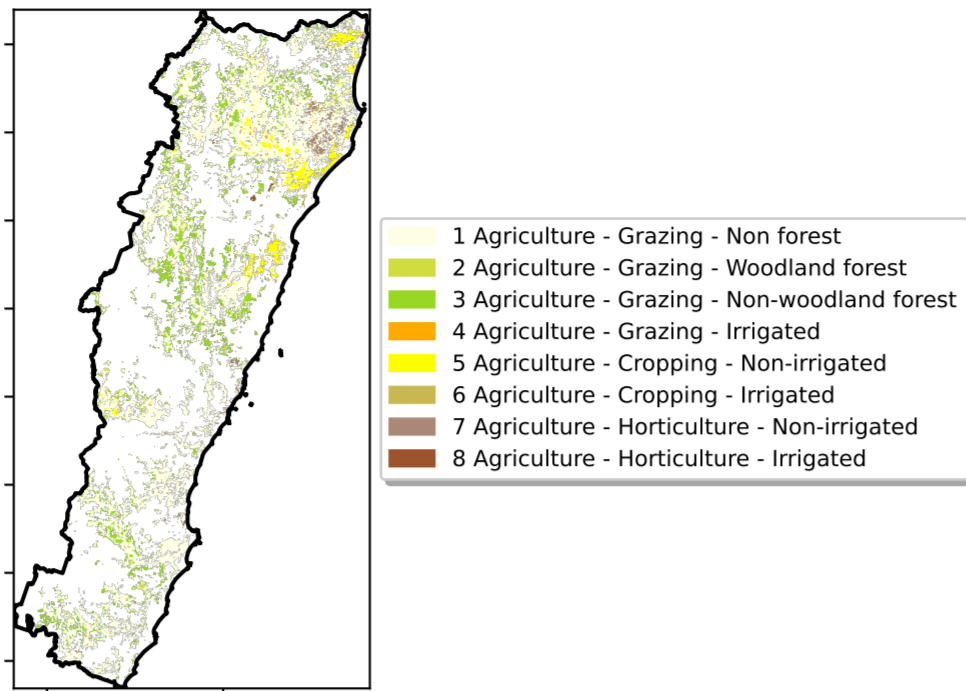 1 Agriculture - Grazing - Non forest
2 Agriculture - Grazing - Woodland forest
3 Agriculture - Grazing - Non-woodland forest
4 Agriculture - Grazing - Irrigated
5 Agriculture - Cropping - Non-irrigated
6 Agriculture - Cropping - Irrigated
7 Agriculture - Horticulture - Non-irrigated
8 Agriculture - Horticulture - Irrigated